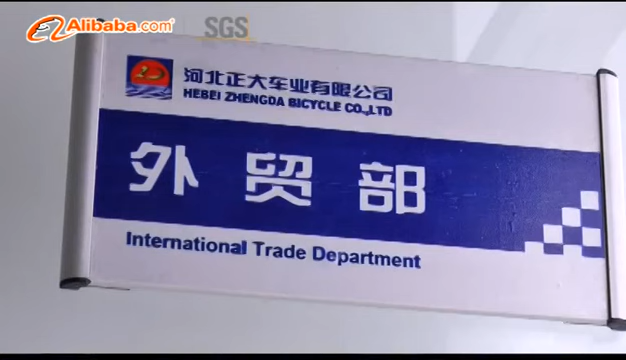 Alibaba.com
SGS
河北正大车业有限公司
HEBEI ZHENGDA BICYCLE CO.,LTD
外贸部
International Trade Department